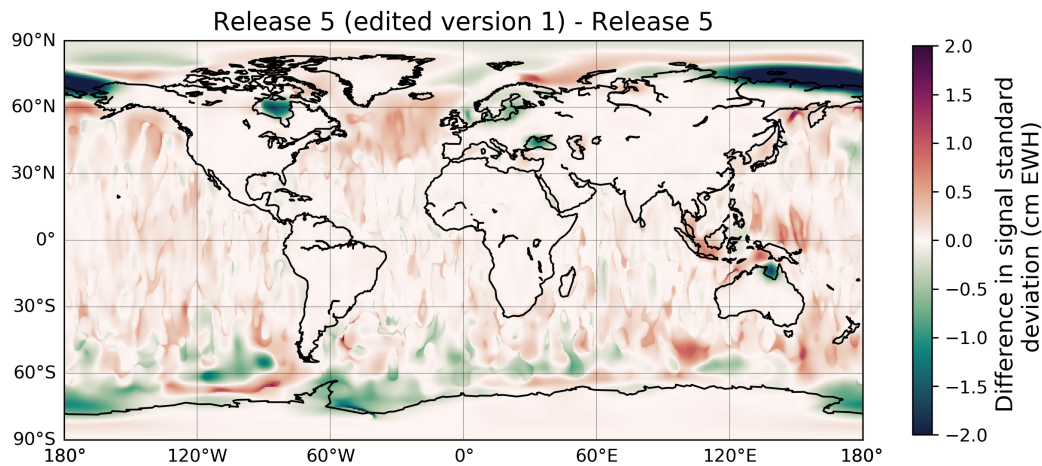 Release 5 (edited version 1) - Release 5
90°N
60°N
30°N
0°
30°S
60°S
90°S
180°
120°W
60°W
0°
60°E
120°E
180°
2.0
1.5
1.0
0.5
0.0
−0.5
−1.0
−1.5
−2.0
Difference in signal standard
deviation (cm EWH)